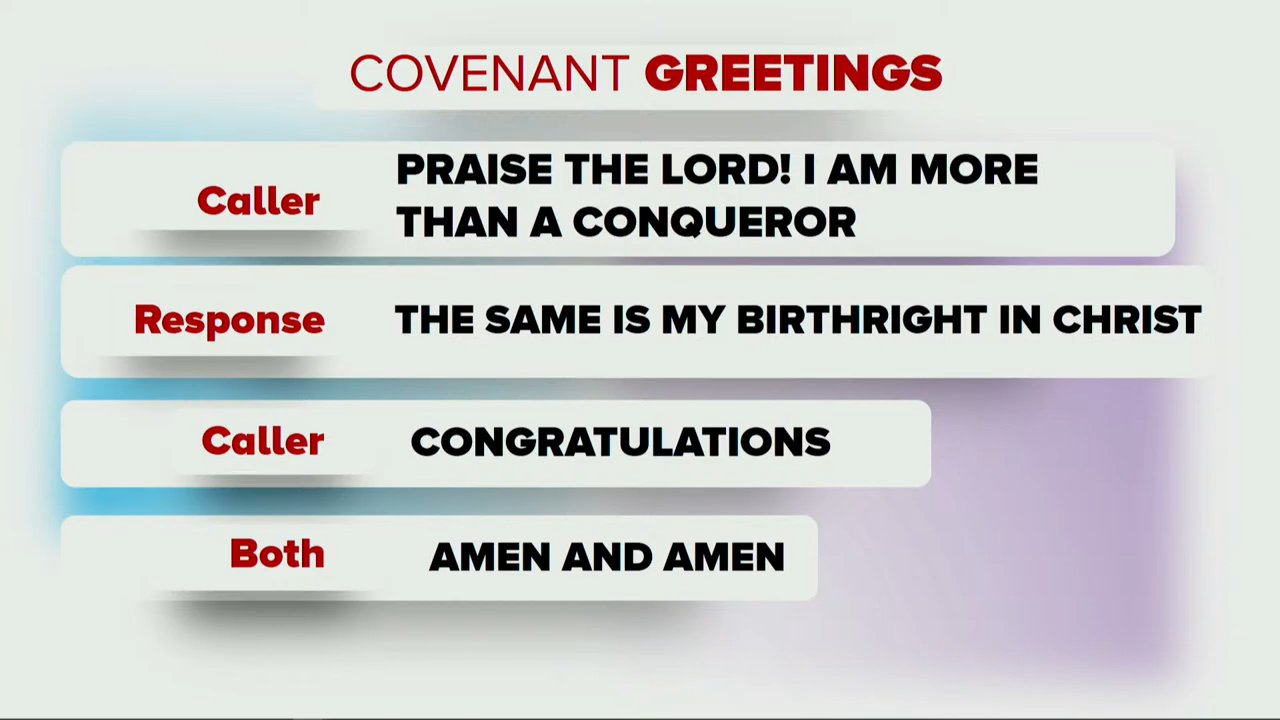 COVENANT GREETINGS
Caller
PRAISE THE LORD! I AM MORE
THAN A CONQUEROR
Response
THE SAME IS MY BIRTHRIGHT IN CHRIST
Caller
CONGRATULATIONS
Both
AMEN AND AMEN